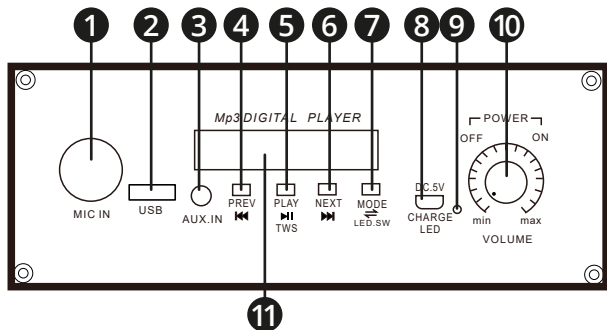 1 2 3 4 5 6 7 8 9 10
Mp3 DIGITAL PLAYER
POWER
OFF ON
MIC IN
USB
AUX.IN
PREV
PLAY
TWS
NEXT
MODE
LED.SW
DC.5V
CHARGE
LED
min max
VOLUME
11